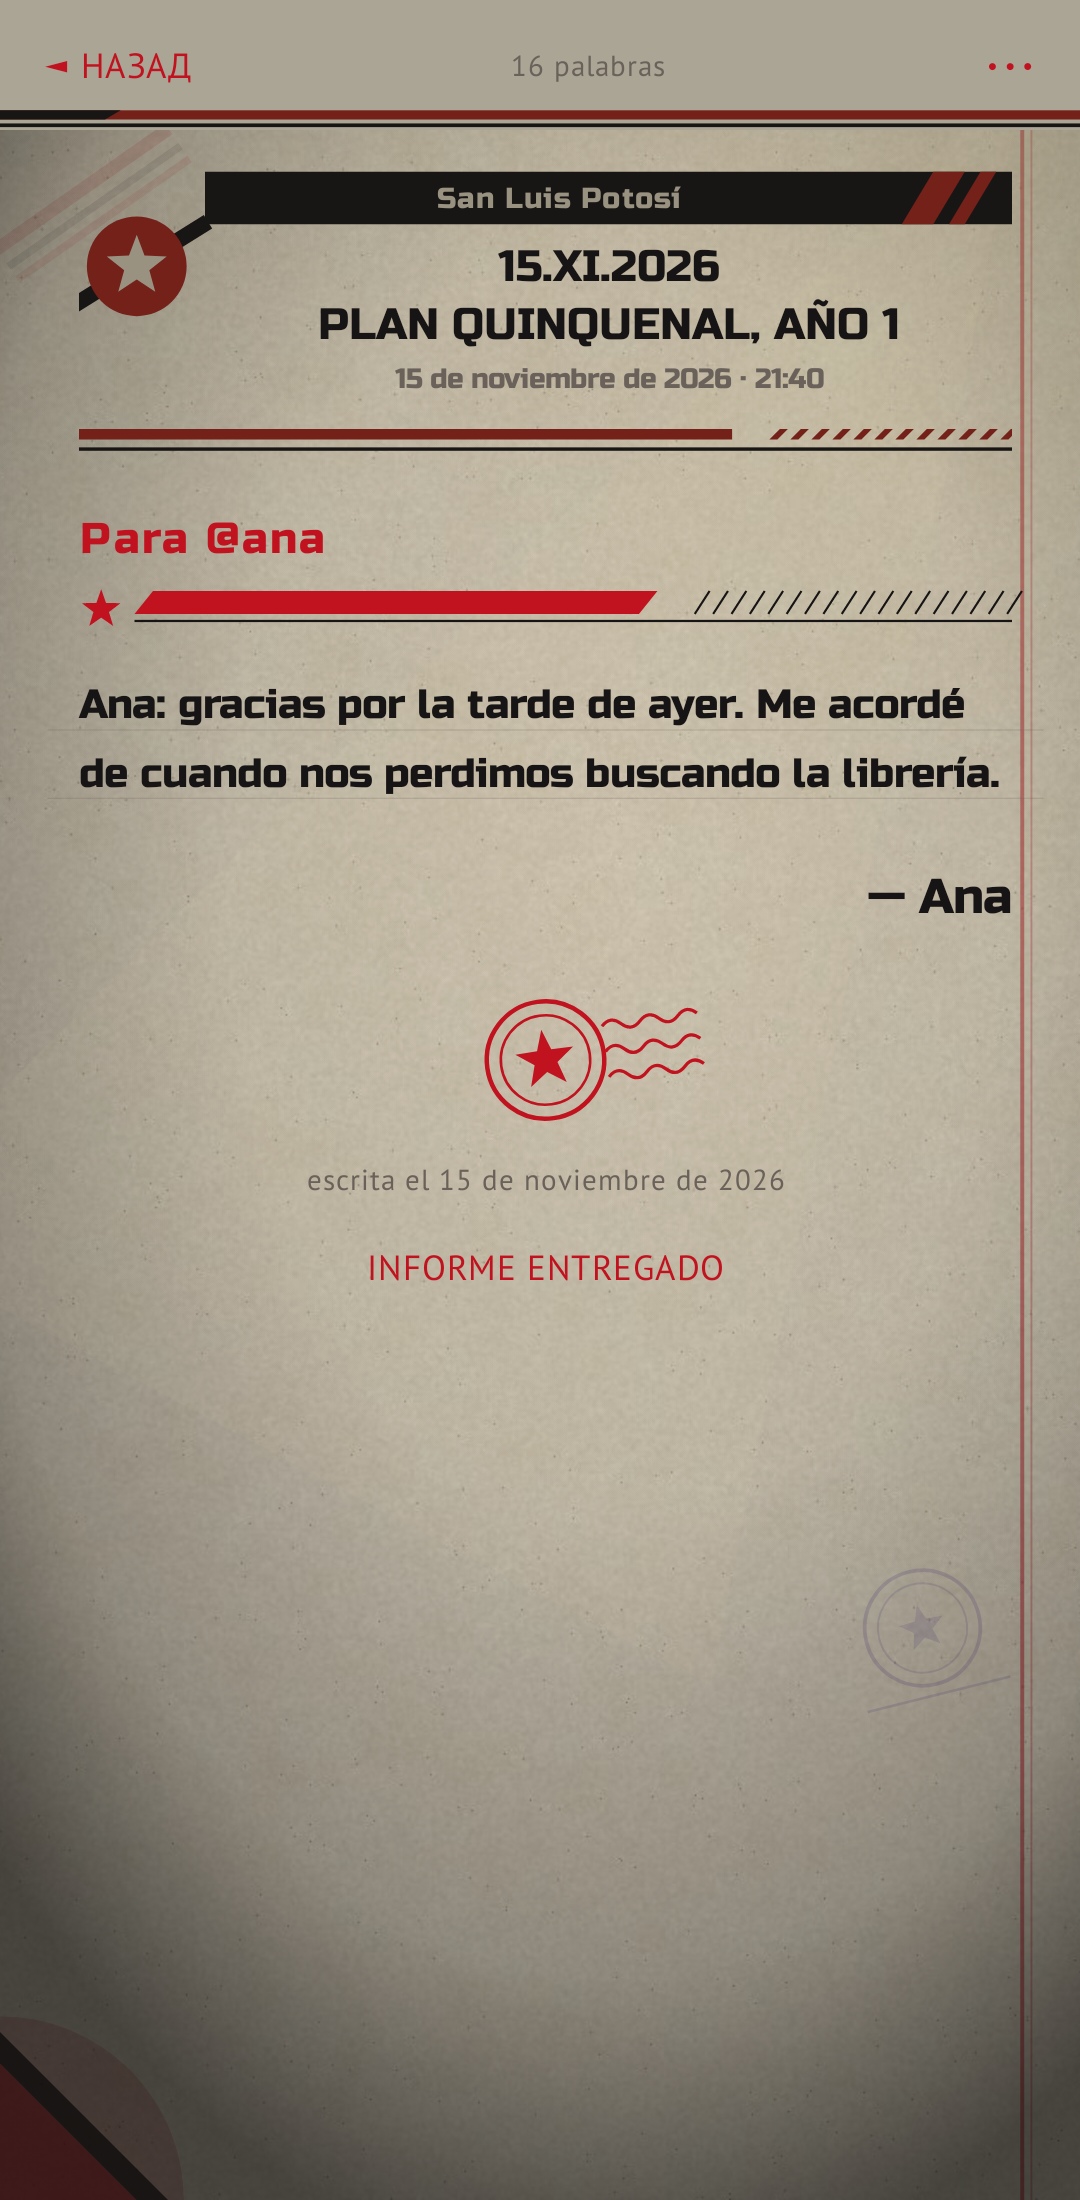 ◄ НАЗАД
16 palabras
San Luis Potosí
15.XI.2026
PLAN QUINQUENAL, AÑO 1
15 de noviembre de 2026 · 21:40
Para @ana
Ana: gracias por la tarde de ayer. Me acordé
de cuando nos perdimos buscando la librería.
— Ana
escrita el 15 de noviembre de 2026
INFORME ENTREGADO